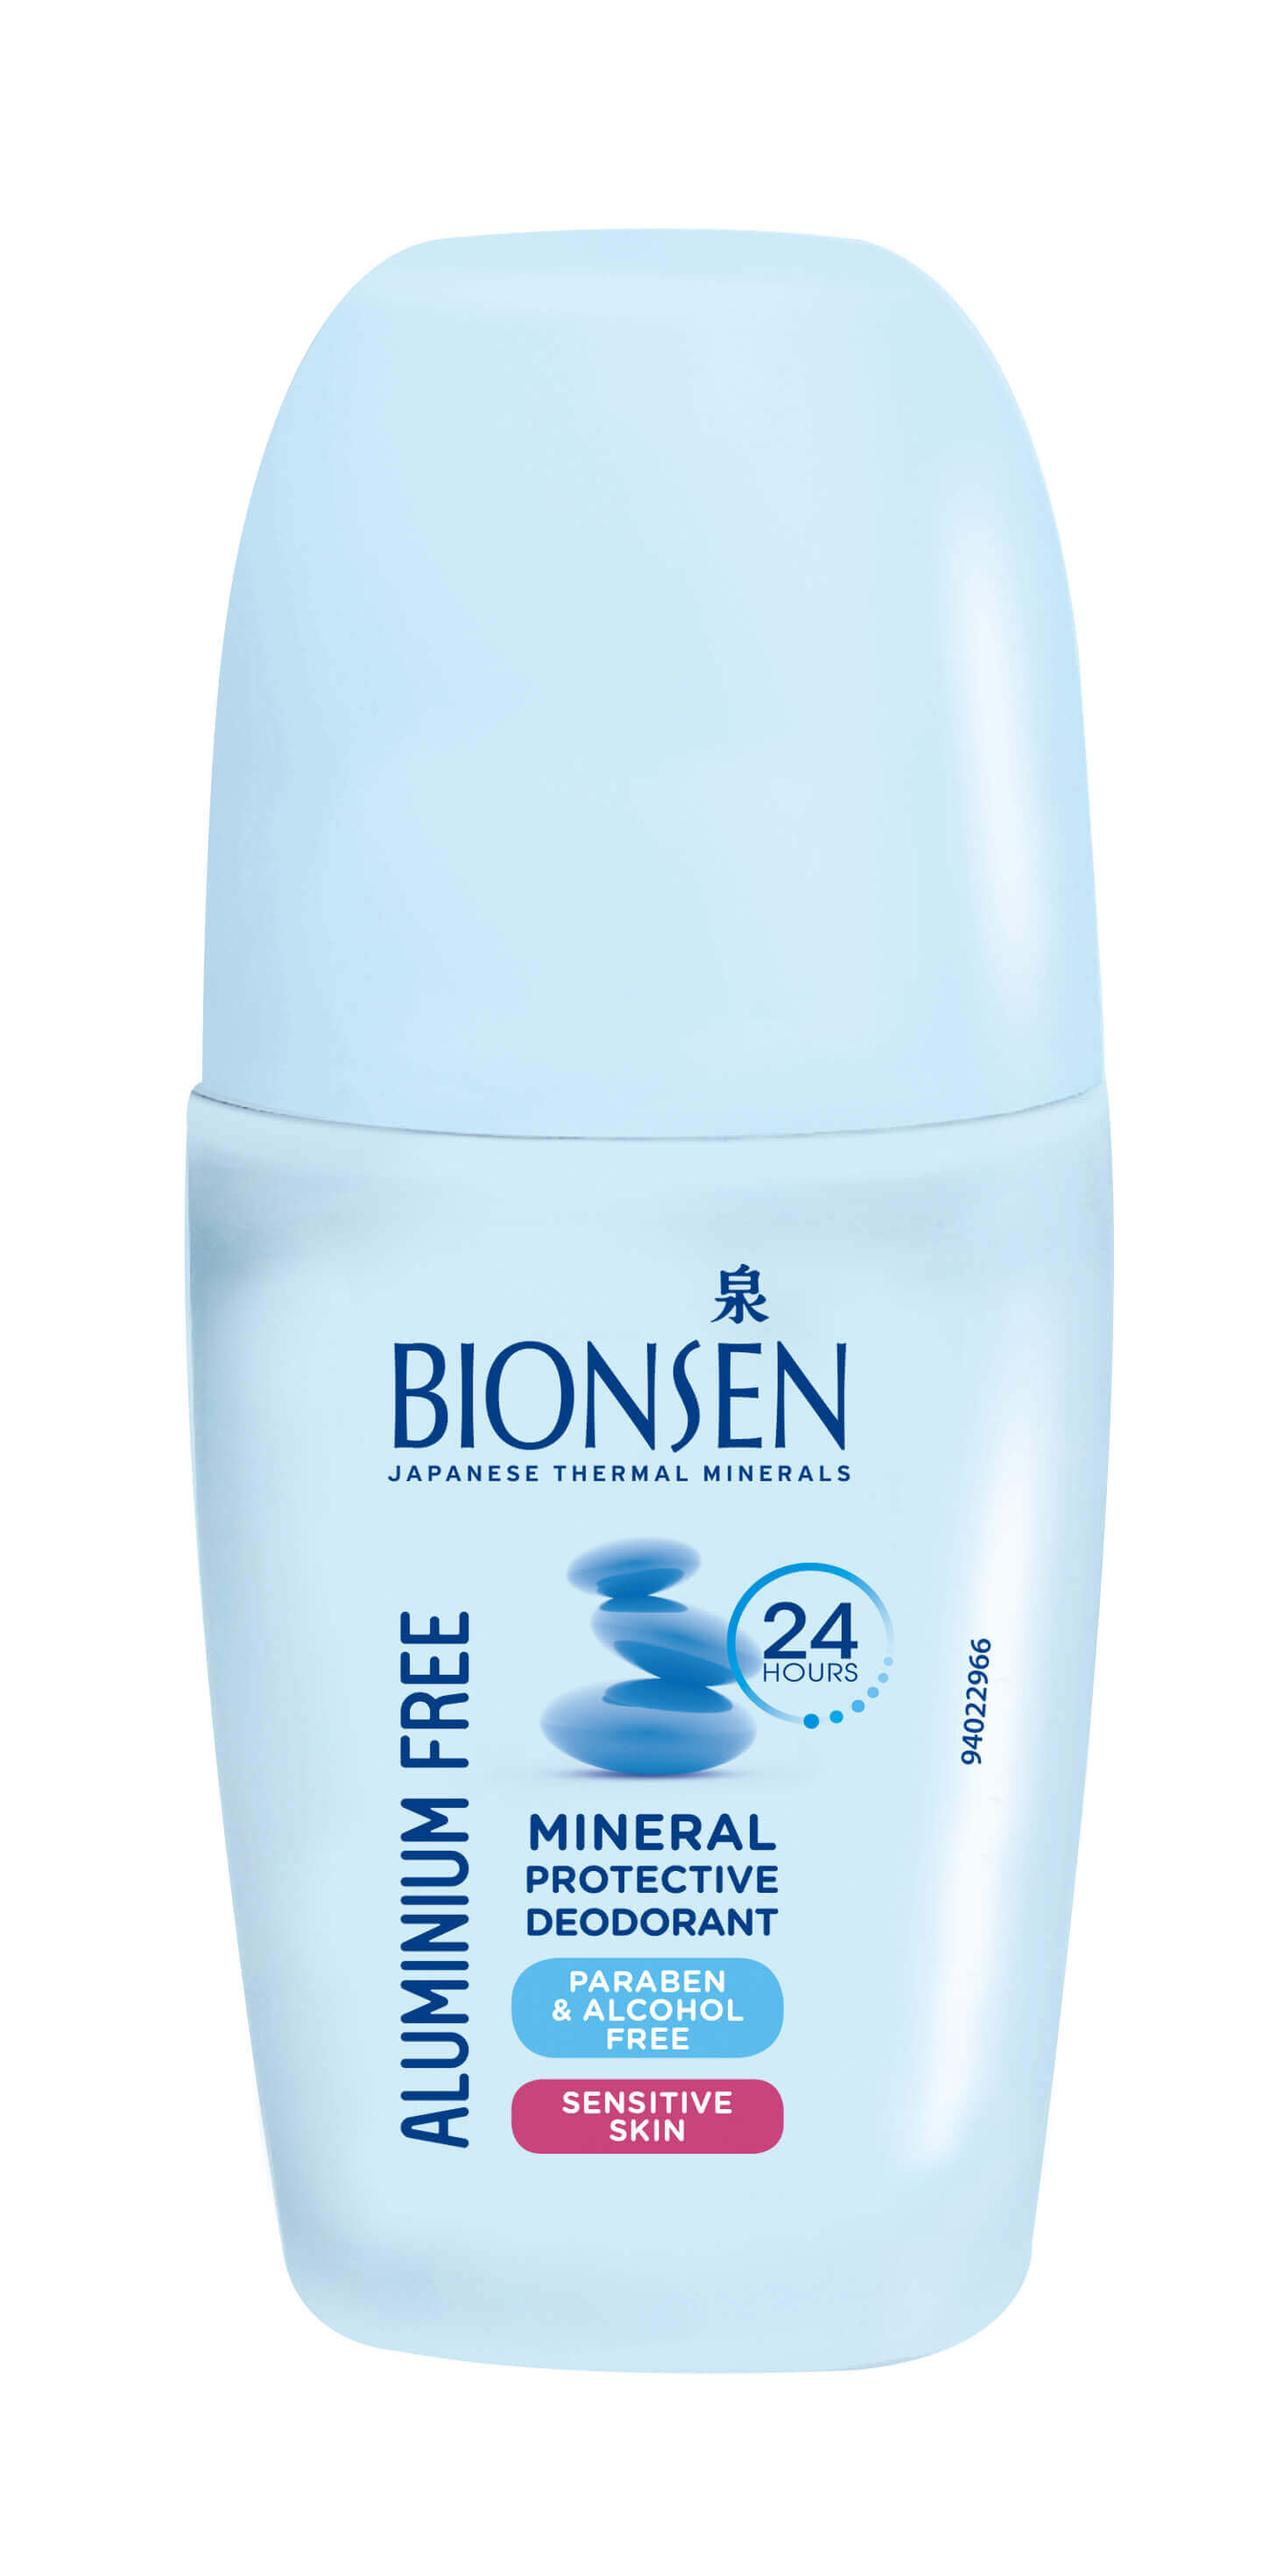 泉
BIONSEN
JAPANESE THERMAL MINERALS
24
HOURS
ALUMINIUM FREE
MINERAL
PROTECTIVE
DEODORANT
PARABEN
& ALCOHOL
FREE
SENSITIVE
SKIN
94022966